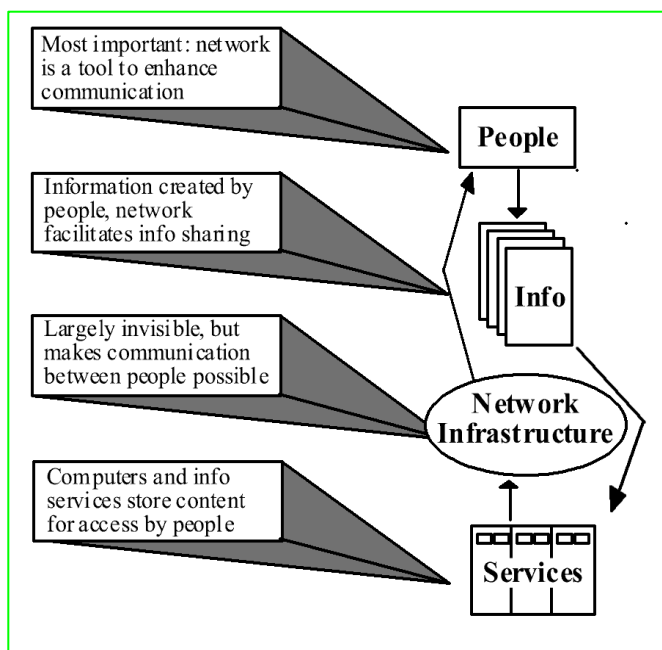 Most important: network
is a tool to enhance
communication
People
Information created by
people, network
facilitates info sharing
Info
Largely invisible, but
makes communication
between people possible
Network
Infrastructure
Computers and info
services store content
for access by people
Services